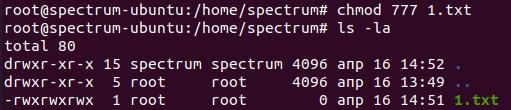 root@spectrum-ubuntu:/home/spectrum# chmod 777 1.txt
root@spectrum-ubuntu:/home/spectrum# ls -la
total 80
drwxr-xr-x 15 spectrum spectrum 4096 апр 16 14:52 .
drwxr-xr-x  5 root     root     4096 апр 16 13:49 ..
-rwxrwxrwx  1 root     root        0 апр 16 14:51 1.txt